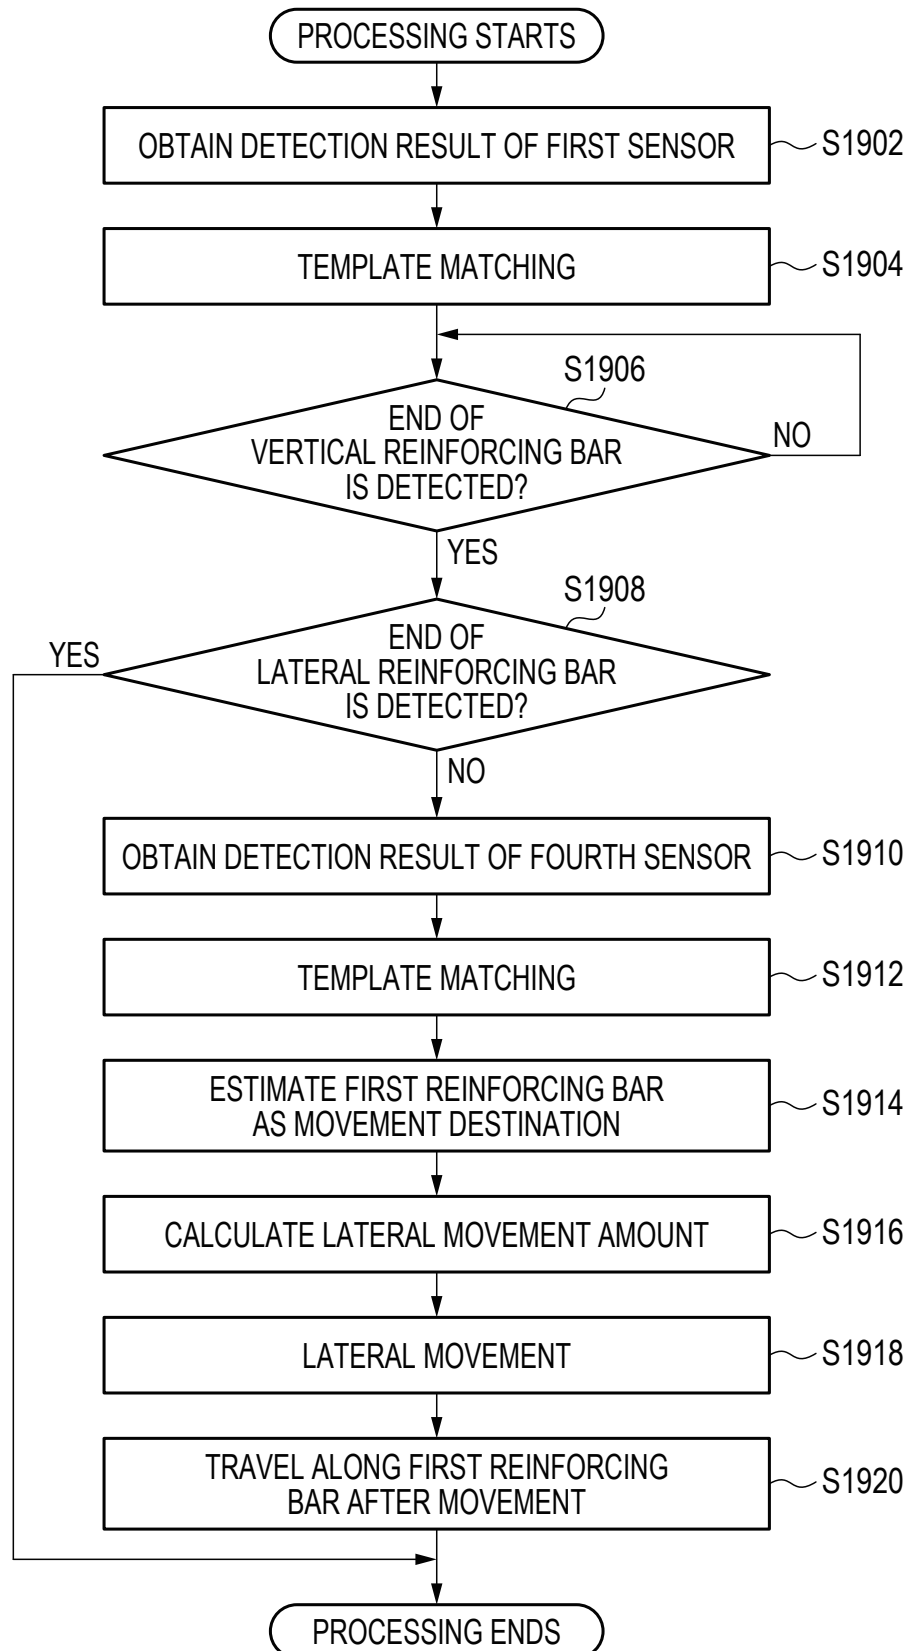 PROCESSING STARTS
OBTAIN DETECTION RESULT OF FIRST SENSOR
S1902
TEMPLATE MATCHING
S1904
S1906
END OF
VERTICAL REINFORCING BAR
IS DETECTED?
NO
YES
S1908
END OF
LATERAL REINFORCING BAR
IS DETECTED?
YES
NO
OBTAIN DETECTION RESULT OF FOURTH SENSOR
S1910
TEMPLATE MATCHING
S1912
ESTIMATE FIRST REINFORCING BAR
AS MOVEMENT DESTINATION
S1914
CALCULATE LATERAL MOVEMENT AMOUNT
S1916
LATERAL MOVEMENT
S1918
TRAVEL ALONG FIRST REINFORCING
BAR AFTER MOVEMENT
S1920
PROCESSING ENDS